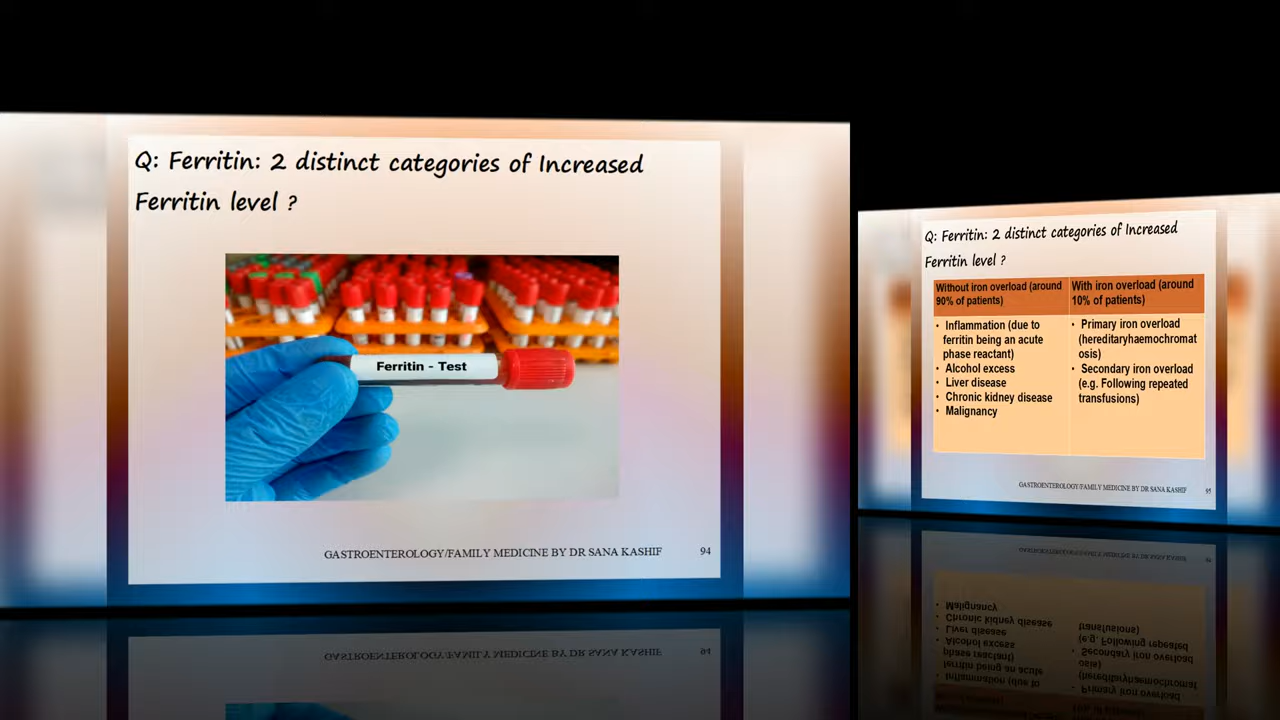 Q: Ferritin: 2 distinct categories of Increased
Ferritin level ?
Ferritin - Test
GASTROENTEROLOGY/FAMILY MEDICINE BY DR SANA KASHIF
94
Q: Ferritin: 2 distinct categories of Increased
Ferritin level ?
Without iron overload (around
90% of patients)
• Inflammation (due to
ferritin being an acute
phase reactant)
• Alcohol excess
• Liver disease
• Chronic kidney disease
• Malignancy
With iron overload (around
10% of patients)
• Primary iron overload
(hereditaryhaemochromat
osis)
• Secondary iron overload
(e.g. Following repeated
transfusions)
GASTROENTEROLOGY/FAMILY MEDICINE BY DR SANA KASHIF
95